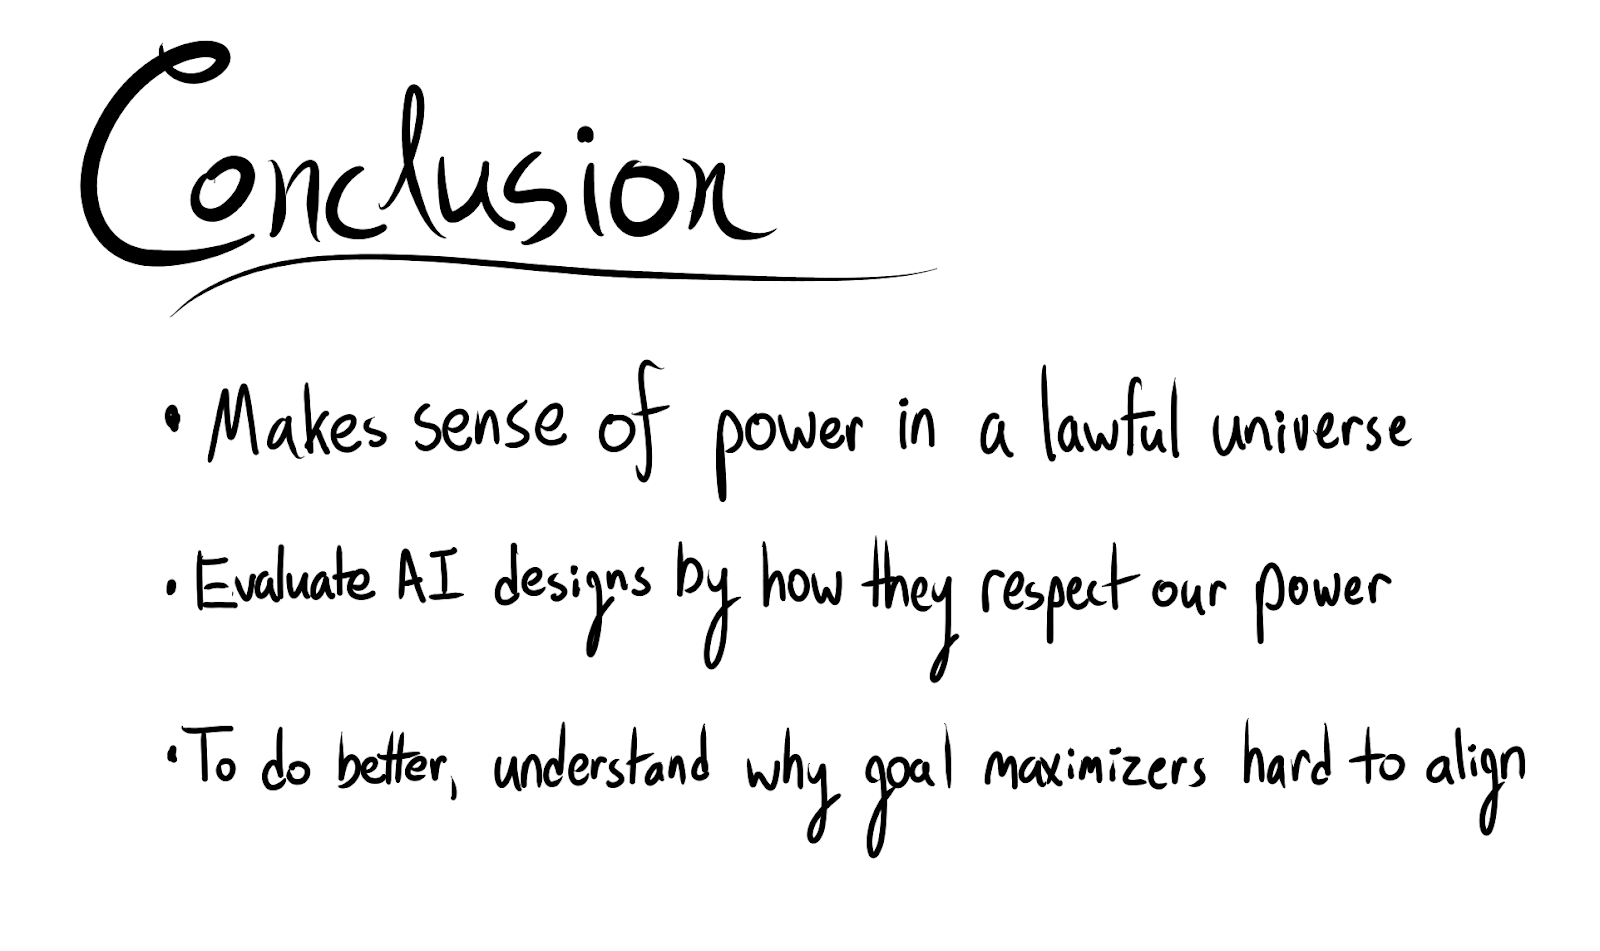 Conclusion
• Makes sense of power in a lawful universe
• Evaluate AI designs by how they respect our power
• To do better, understand why goal maximizers hard to align